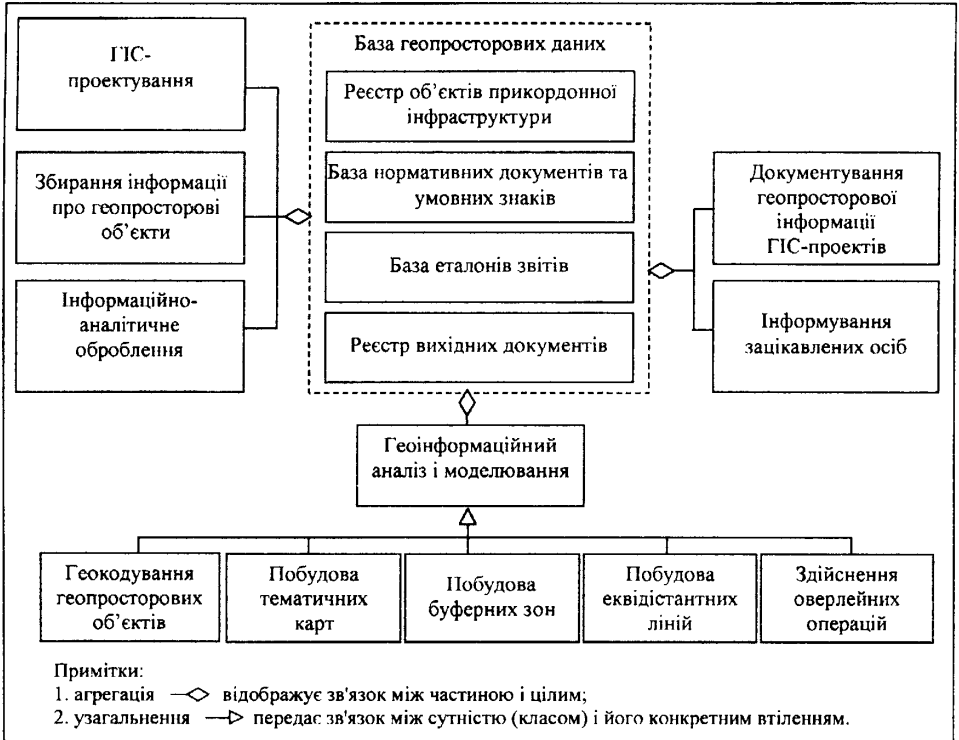 ГІС-
проектування
Збирання інформації
про геопросторові
об’єкти
Інформаційно-
аналітичне
оброблення
База геопросторових даних
Реєстр об’єктів прикордонної
інфраструктури
База нормативних документів та
умовних знаків
База еталонів звітів
Реєстр вихідних документів
Документування
геопросторової
інформації
ГІС-проектів
Інформування
зацікавлених осіб
Геоінформаційний
аналіз і моделювання
Геокодування
геопросторових
об’єктів
Побудова
тематичних
карт
Побудова
буферних зон
Побудова
еквідістантних
ліній
Здійснення
оверлейних
операцій
Примітки:
1. агрегація відображує зв'язок між частиною і цілим;
2. узагальнення передає зв'язок між сутністю (класом) і його конкретним втіленням.